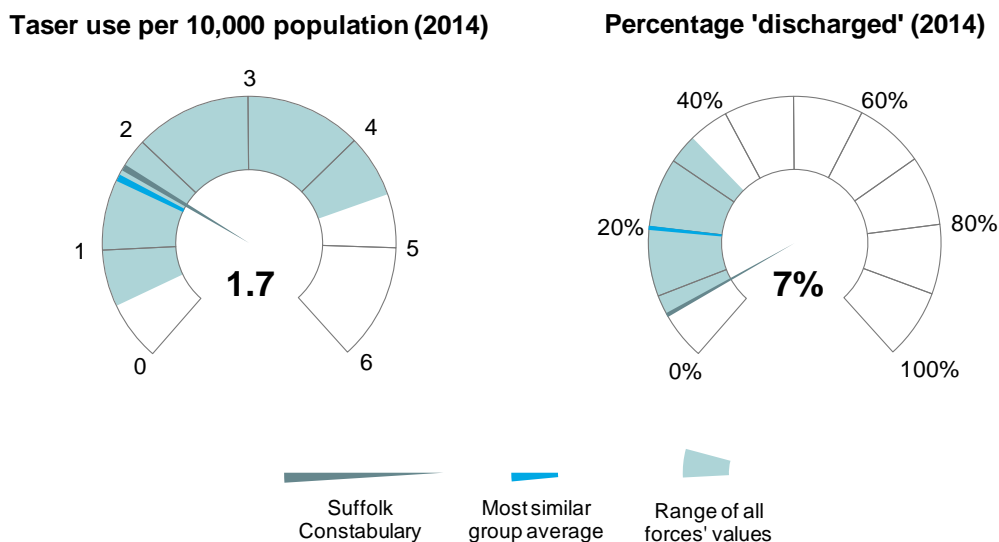 Taser use per 10,000 population (2014)
0
1
2
3
4
5
6
1.7
Percentage 'discharged' (2014)
0%
20%
40%
60%
80%
100%
7%
Suffolk
Constabulary
Most similar
group average
Range of all
forces' values